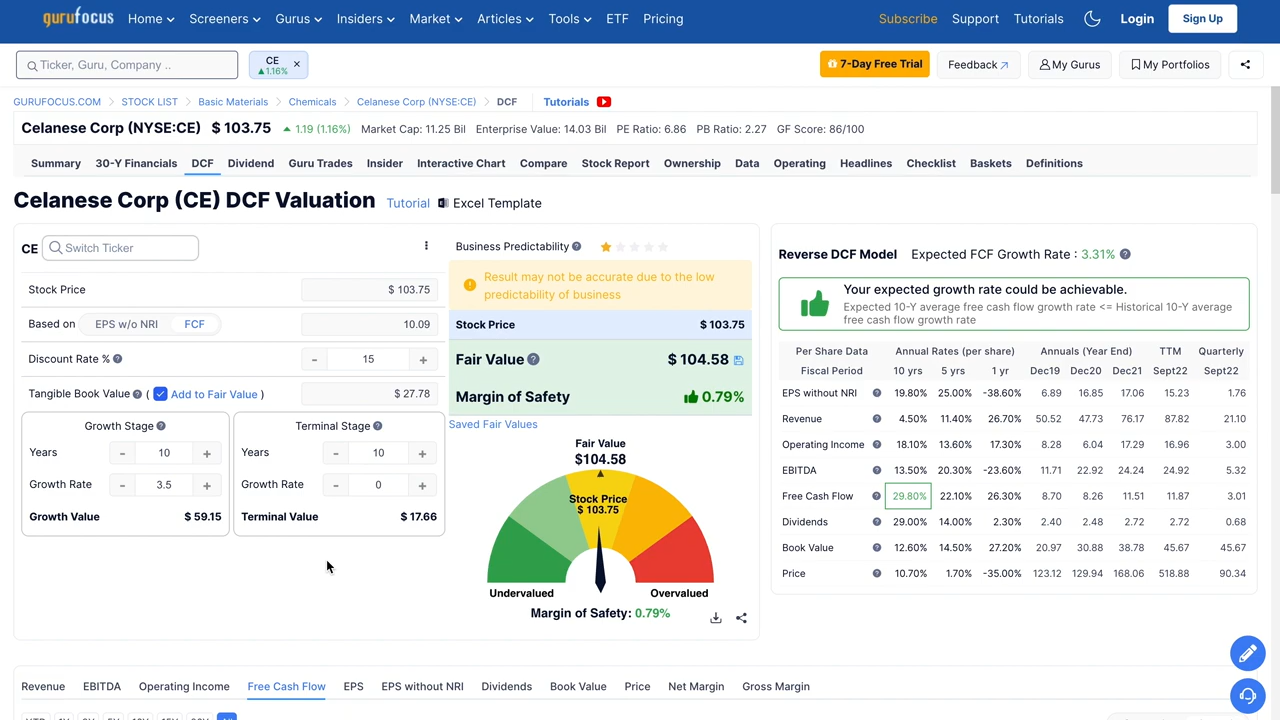 gurufocus Home Screeners Gurus Insiders Market Articles Tools ETF Pricing Subscribe Support Tutorials Login Sign Up
Ticker, Guru, Company .. CE ▲1.16% × 7-Day Free Trial Feedback My Gurus My Portfolios
GURUFOCUS.COM STOCK LIST Basic Materials Chemicals Celanese Corp (NYSE:CE) DCF Tutorials
Celanese Corp (NYSE:CE) $ 103.75 1.19 (1.16%) Market Cap: 11.25 Bil Enterprise Value: 14.03 Bil PE Ratio: 6.86 PB Ratio: 2.27 GF Score: 86/100
Summary 30-Y Financials DCF Dividend Guru Trades Insider Interactive Chart Compare Stock Report Ownership Data Operating Headlines Checklist Baskets Definitions
Celanese Corp (CE) DCF Valuation Tutorial Excel Template
CE Switch Ticker
Stock Price $ 103.75
Based on EPS w/o NRI FCF 10.09
Discount Rate % - 15 +
Tangible Book Value ( Add to Fair Value ) $ 27.78
Growth Stage
Years - 10 +
Growth Rate - 3.5 +
Growth Value $ 59.15
Terminal Stage
Years - 10 +
Growth Rate - 0 +
Terminal Value $ 17.66
Business Predictability
Result may not be accurate due to the low
predictability of business
Stock Price $ 103.75
Fair Value $ 104.58
Margin of Safety 0.79%
Saved Fair Values
Fair Value
$104.58
Stock Price
$ 103.75
Undervalued Overvalued
Margin of Safety: 0.79%
Reverse DCF Model Expected FCF Growth Rate : 3.31%
Your expected growth rate could be achievable.
Expected 10-Y average free cash flow growth rate <= Historical 10-Y average
free cash flow growth rate
Per Share Data Annual Rates (per share) Annuals (Year End) TTM Quarterly
Fiscal Period 10 yrs 5 yrs 1 yr Dec19 Dec20 Dec21 Sept22 Sept22
EPS without NRI 19.80% 25.00% -38.60% 6.89 16.85 17.06 15.23 1.76
Revenue 4.50% 11.40% 26.70% 50.52 47.73 76.17 87.82 21.10
Operating Income 18.10% 13.60% 17.30% 8.28 6.04 17.29 16.96 3.00
EBITDA 13.50% 20.30% -23.60% 11.71 22.92 24.24 24.92 5.32
Free Cash Flow 29.80% 22.10% 26.30% 8.70 8.26 11.51 11.87 3.01
Dividends 29.00% 14.00% 2.30% 2.40 2.48 2.72 2.72 0.68
Book Value 12.60% 14.50% 27.20% 20.97 30.88 38.78 45.67 45.67
Price 10.70% 1.70% -35.00% 123.12 129.94 168.06 518.88 90.34
Revenue EBITDA Operating Income Free Cash Flow EPS EPS without NRI Dividends Book Value Price Net Margin Gross Margin